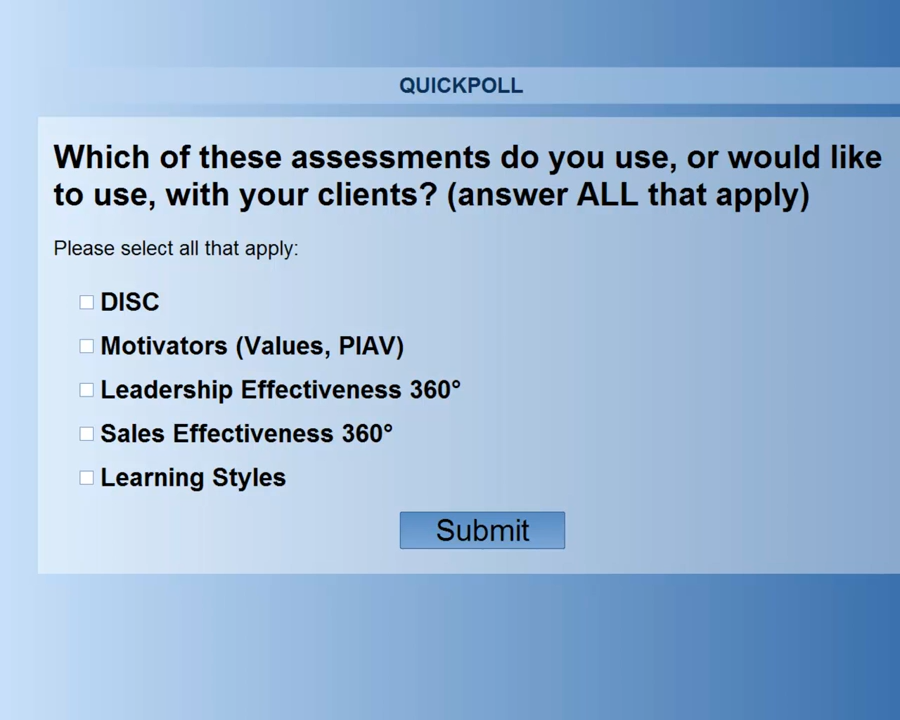 QUICKPOLL
Which of these assessments do you use, or would like
to use, with your clients? (answer ALL that apply)
Please select all that apply:
DISC
Motivators (Values, PIAV)
Leadership Effectiveness 360°
Sales Effectiveness 360°
Learning Styles
Submit